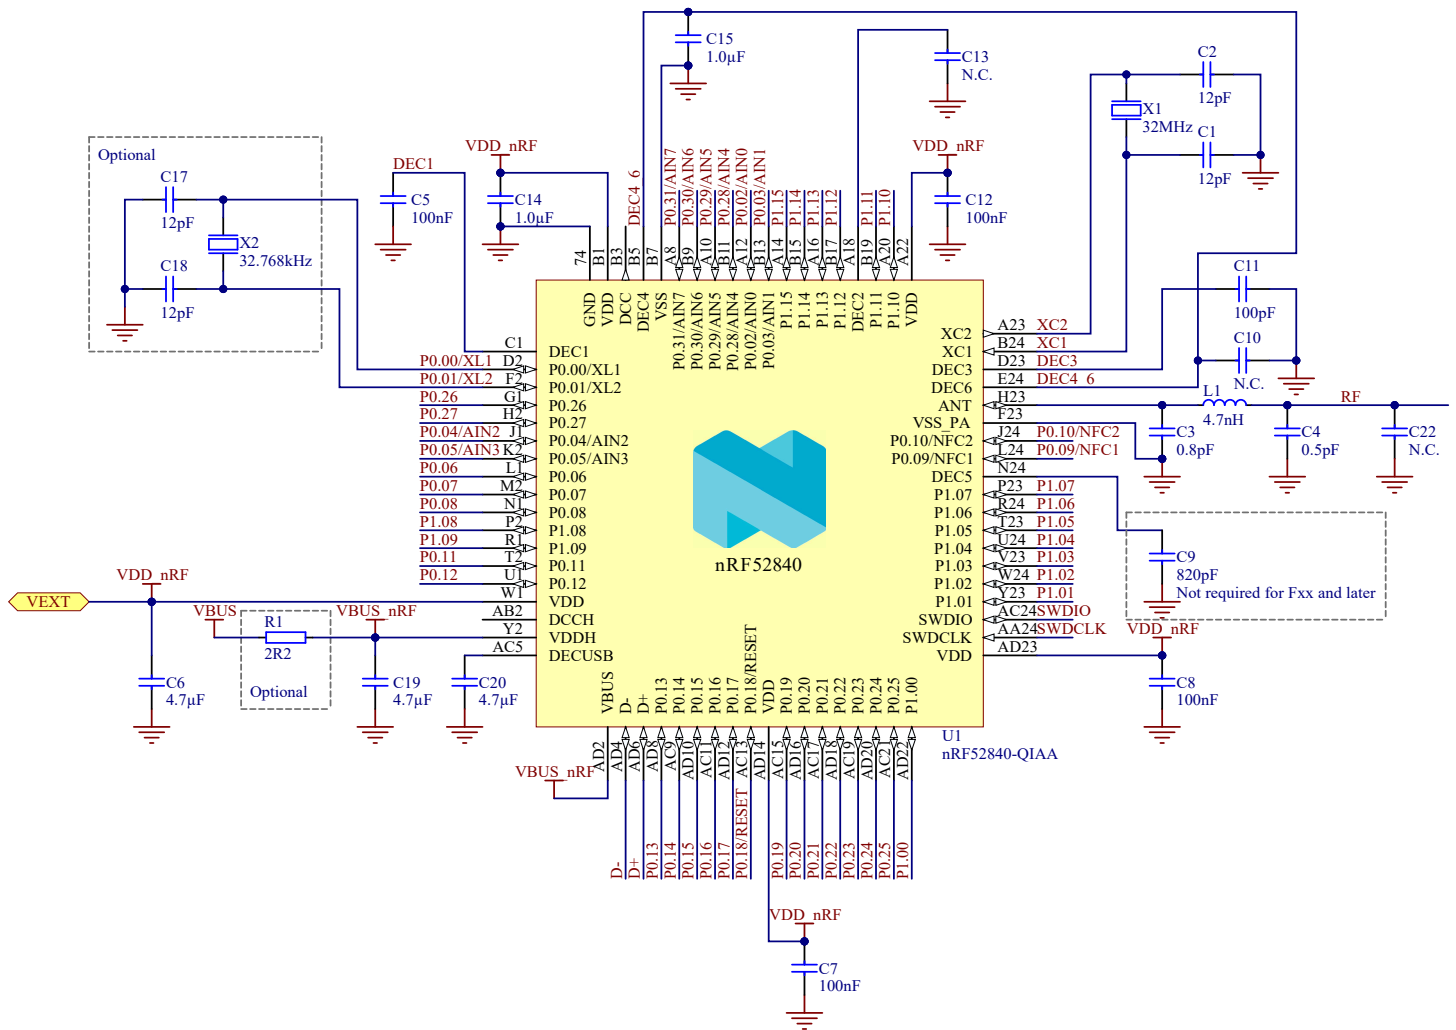 C15
1.0µF
C13
N.C.
C2
12pF
X1
32MHz
C1
12pF
Optional
C17
12pF
X2
32.768kHz
C18
12pF
DEC1
C5
100nF
VDD_nRF
C14
1.0µF
DEC4_6
P0.31/AIN7
P0.30/AIN6
P0.29/AIN5
P0.28/AIN4
P0.02/AIN0
P0.03/AIN1
P1.15
P1.14
P1.13
P1.12
P1.11
P1.10
VDD_nRF
C12
100nF
74
B1
B3
B5
B7
A8
B9
A10
B11
A12
B13
A14
B15
A16
B17
A18
B19
A20
A22
GND
VDD
DCC
DEC4
VSS
P0.31/AIN7
P0.30/AIN6
P0.29/AIN5
P0.28/AIN4
P0.02/AIN0
P0.03/AIN1
P1.15
P1.14
P1.13
P1.12
DEC2
P1.11
P1.10
VDD
C11
100pF
C10
N.C.
C1 DEC1
P0.00/XL1 D2 P0.00/XL1
P0.01/XL2 F2 P0.01/XL2
P0.26 G1 P0.26
P0.27 H2 P0.27
P0.04/AIN2 J1 P0.04/AIN2
P0.05/AIN3 K2 P0.05/AIN3
P0.06 L1 P0.06
P0.07 M2 P0.07
P0.08 N1 P0.08
P1.08 P2 P1.08
P1.09 R1 P1.09
P0.11 T2 P0.11
P0.12 U1 P0.12
W1 VDD
AB2 DCCH
Y2 VDDH
AC5 DECUSB
XC2 A23 XC2
XC1 B24 XC1
DEC3 D23 DEC3
DEC6 E24 DEC4_6
ANT H23
VSS_PA F23
P0.10/NFC2 J24 P0.10/NFC2
P0.09/NFC1 L24 P0.09/NFC1
DEC5 N24
P1.07 P23 P1.07
P1.06 R24 P1.06
P1.05 T23 P1.05
P1.04 U24 P1.04
P1.03 V23 P1.03
P1.02 W24 P1.02
P1.01 Y23 P1.01
SWDIO AC24 SWDIO
SWDCLK AA24 SWDCLK
VDD AD23
L1
4.7nH
RF
C3
0.8pF
C4
0.5pF
C22
N.C.
C9
820pF
Not required for Fxx and later
VDD_nRF
C8
100nF
nRF52840
VEXT
VDD_nRF
C6
4.7µF
VBUS
R1
2R2
Optional
VBUS_nRF
C19
4.7µF
C20
4.7µF
VBUS
D-
D+
P0.13
P0.14
P0.15
P0.16
P0.17
P0.18/RESET
VDD
P0.19
P0.20
P0.21
P0.22
P0.23
P0.24
P0.25
P1.00
U1
nRF52840-QIAA
AD2
AD4
AD6
AD8
AC9
AD10
AC11
AD12
AC13
AD14
AC15
AD16
AC17
AD18
AC19
AD20
AC21
AD22
VBUS_nRF
D-
D+
P0.13
P0.14
P0.15
P0.16
P0.17
P0.18/RESET
P0.19
P0.20
P0.21
P0.22
P0.23
P0.24
P0.25
P1.00
VDD_nRF
C7
100nF